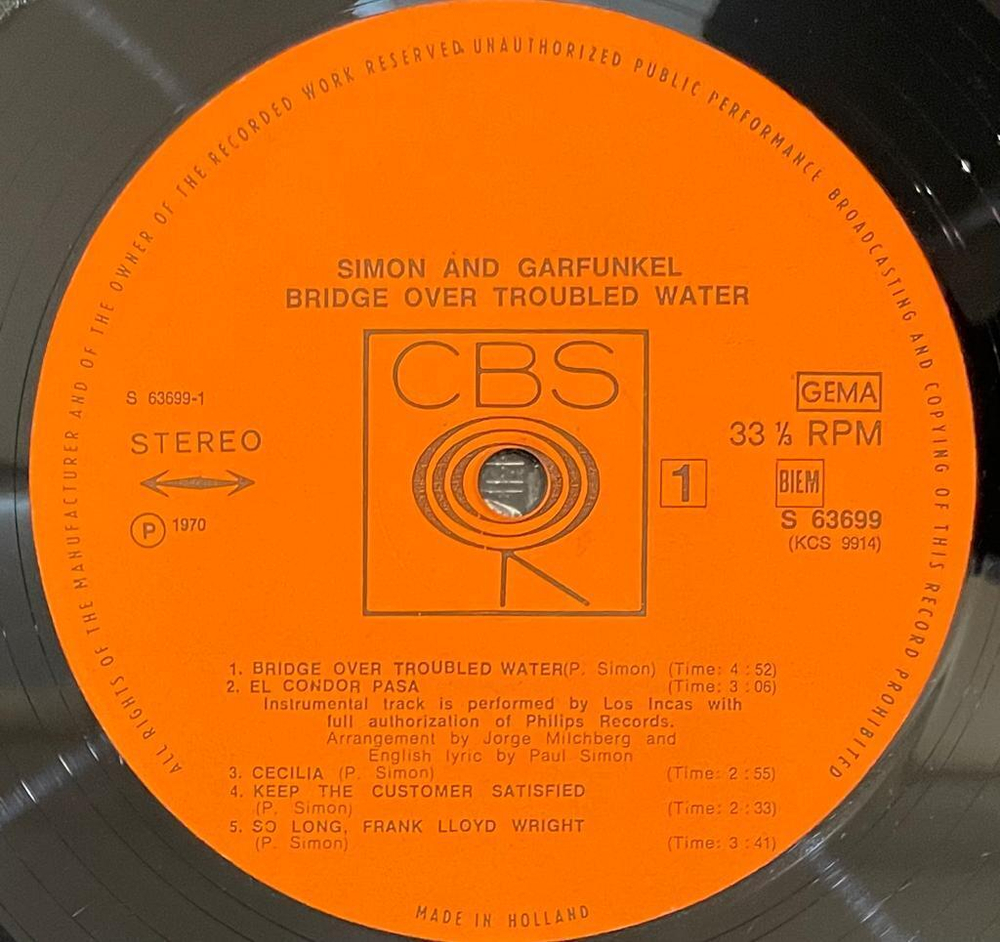 ALL RIGHTS OF THE MANUFACTURER AND OF THE OWNER OF THE RECORDED WORK RESERVED. UNAUTHORIZED PUBLIC PERFORMANCE BROADCASTING AND COPYING OF THIS RECORD PROHIBITED
SIMON AND GARFUNKEL
BRIDGE OVER TROUBLED WATER
CBS
S 63699-1
STEREO
P 1970
GEMA
33 ⅓ RPM
1
BIEM
S 63699
(KCS 9914)
1. BRIDGE OVER TROUBLED WATER(P. Simon) (Time: 4:52)
2. EL CONDOR PASA (Time: 3:06)
Instrumental track is performed by Los Incas with
full authorization of Philips Records.
Arrangement by Jorge Milchberg and
English lyric by Paul Simon
3. CECILIA (P. Simon) (Time: 2:55)
4. KEEP THE CUSTOMER SATISFIED
(P. Simon) (Time: 2:33)
5. SO LONG, FRANK LLOYD WRIGHT
(P. Simon) (Time: 3:41)
MADE IN HOLLAND